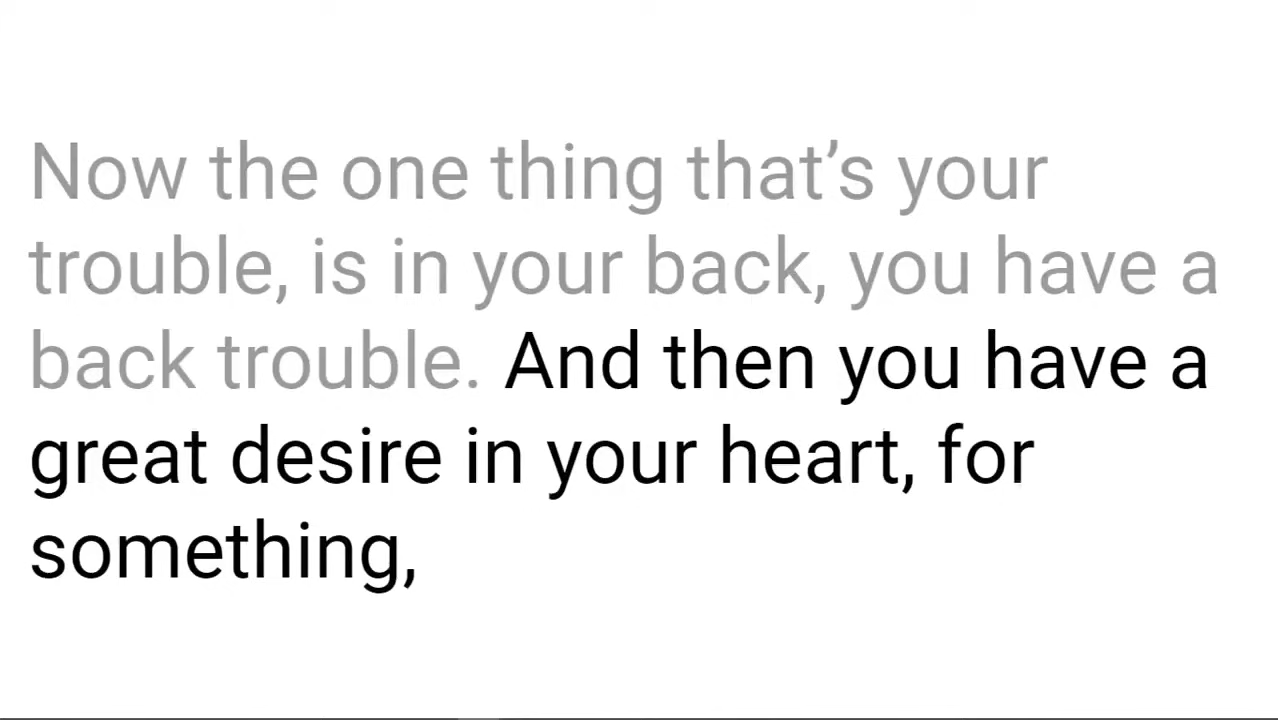 Now the one thing that’s your
trouble, is in your back, you have a
back trouble. And then you have a
great desire in your heart, for
something,